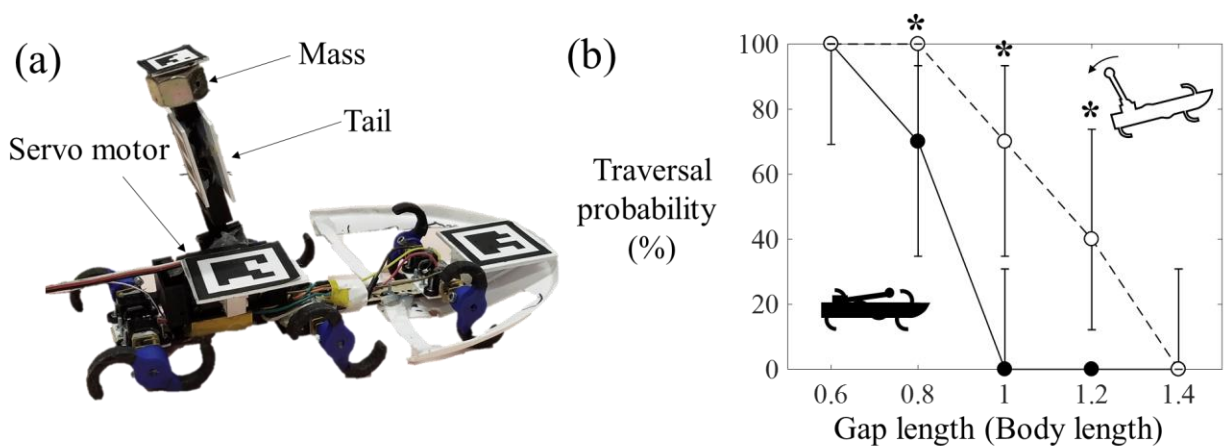 (a)
Mass
Tail
Servo motor
(b)
Traversal
probability
(%)
100
80
60
40
20
0
0.6 0.8 1 1.2 1.4
Gap length (Body length)
*
*
*